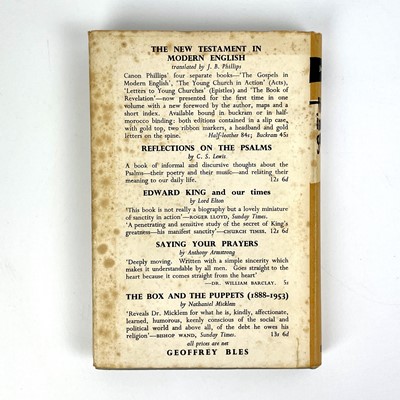 THE NEW TESTAMENT IN
MODERN ENGLISH
translated by J. B. Phillips
Canon Phillips' four separate books—'The Gospels in
Modern English', 'The Young Church in Action' (Acts),
'Letters to Young Churches' (Epistles) and 'The Book of
Revelation'—now presented for the first time in one
volume with a new foreword by the author, maps and a
short index. Available bound in buckram or in half-
morocco binding: both editions contained in a slip case,
with gold top, two ribbon markers, a headband and gold
letters on the spine. Half-leather 84s; Buckram 45s
REFLECTIONS ON THE PSALMS
by C. S. Lewis
A book of informal and discursive thoughts about the
Psalms—their poetry and their music—and relating their
meaning to our daily life. 12s 6d
EDWARD KING and our times
by Lord Elton
'This book is not really a biography but a lovely miniature
of sanctity in action'—ROGER LLOYD, Sunday Times.
'A penetrating and sensitive study of the secret of King's
greatness—his manifest sanctity'—CHURCH TIMES. 12s 6d
SAYING YOUR PRAYERS
by Anthony Armstrong
'Deeply moving. Written with a simple sincerity which
makes it understandable by all men. Goes straight to the
heart because it comes straight from the heart'
—DR. WILLIAM BARCLAY. 5s
THE BOX AND THE PUPPETS (1888-1953)
by Nathaniel Micklem
'Reveals Dr. Micklem for what he is, kindly, affectionate,
learned, humorous, keenly conscious of the social and
political world and above all, of the debt he owes his
religion'—BISHOP WAND, Sunday Times. 13s 6d
all prices are net
GEOFFREY BLES